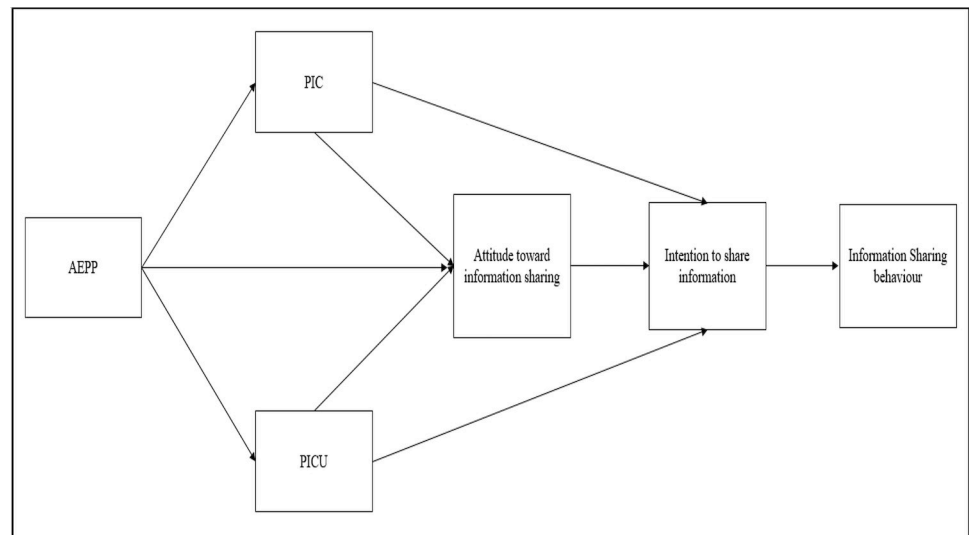 PIC
AEPP
Attitude toward
information sharing
Intention to share
information
Information Sharing
behaviour
PICU